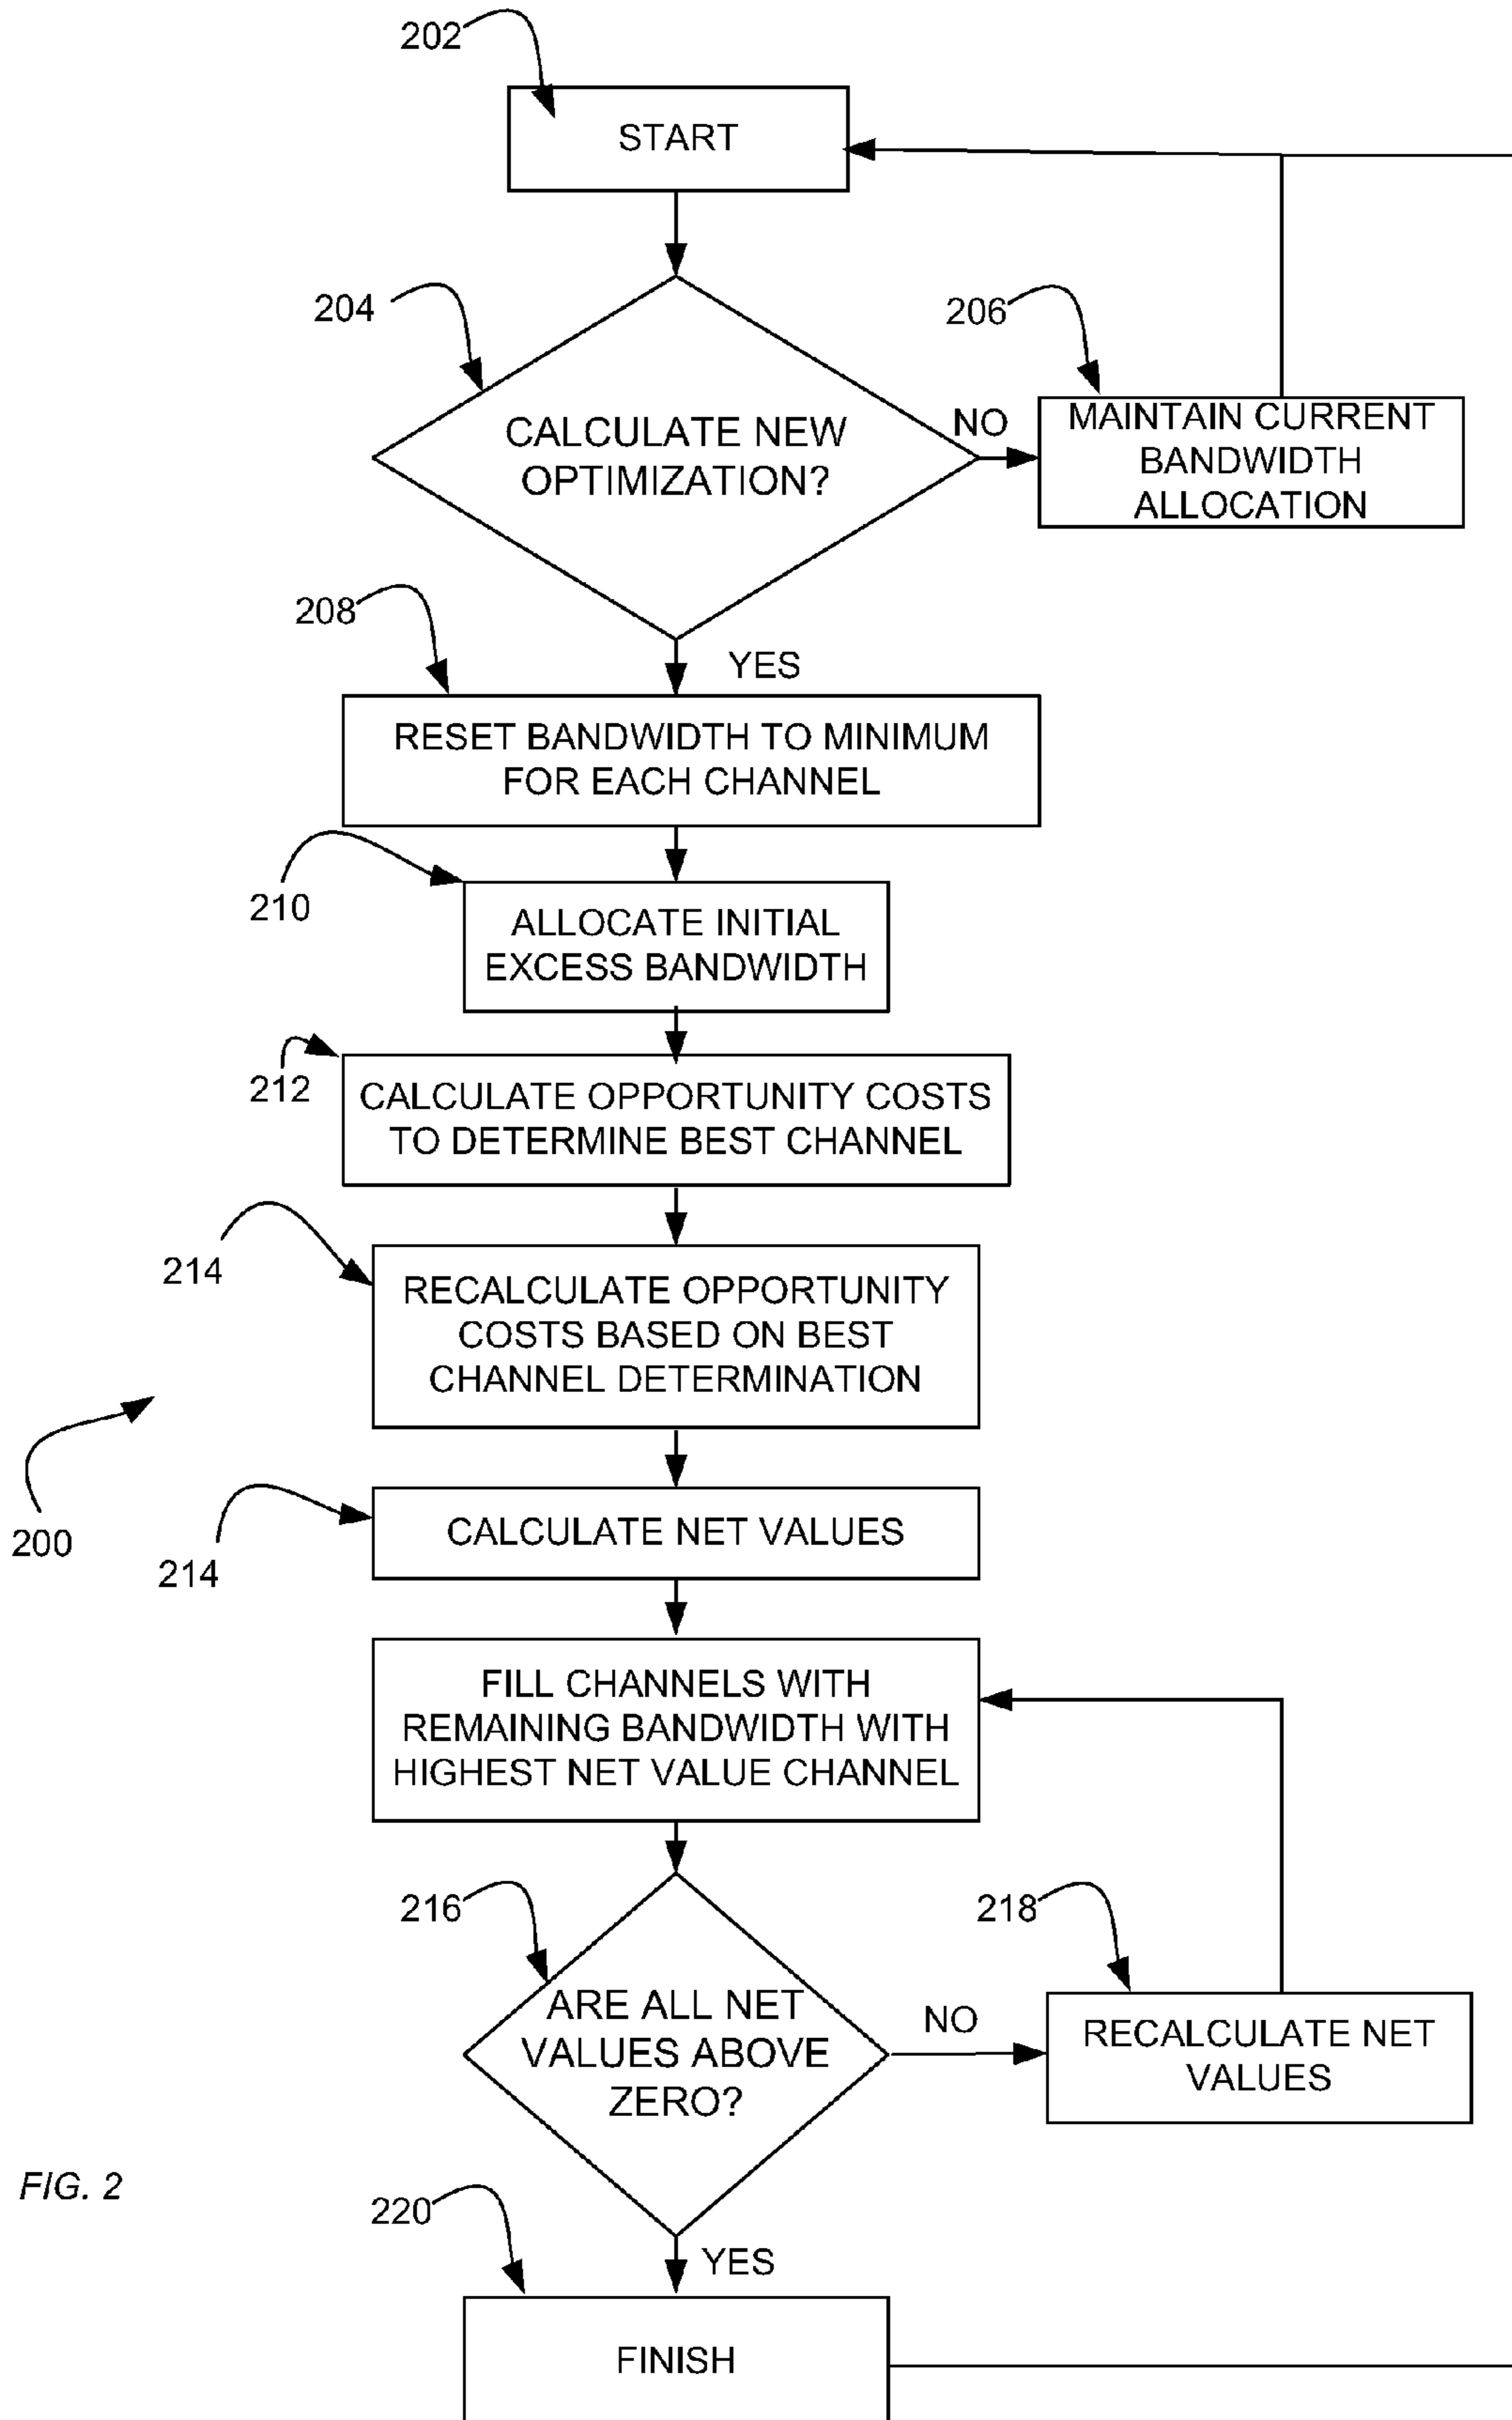 202
START
204
206
CALCULATE NEW
OPTIMIZATION?
NO
MAINTAIN CURRENT
BANDWIDTH
ALLOCATION
208
YES
RESET BANDWIDTH TO MINIMUM
FOR EACH CHANNEL
210
ALLOCATE INITIAL
EXCESS BANDWIDTH
212
CALCULATE OPPORTUNITY COSTS
TO DETERMINE BEST CHANNEL
214
RECALCULATE OPPORTUNITY
COSTS BASED ON BEST
CHANNEL DETERMINATION
200
214
CALCULATE NET VALUES
FILL CHANNELS WITH
REMAINING BANDWIDTH WITH
HIGHEST NET VALUE CHANNEL
216
218
ARE ALL NET
VALUES ABOVE
ZERO?
NO
RECALCULATE NET
VALUES
FIG. 2
220
YES
FINISH